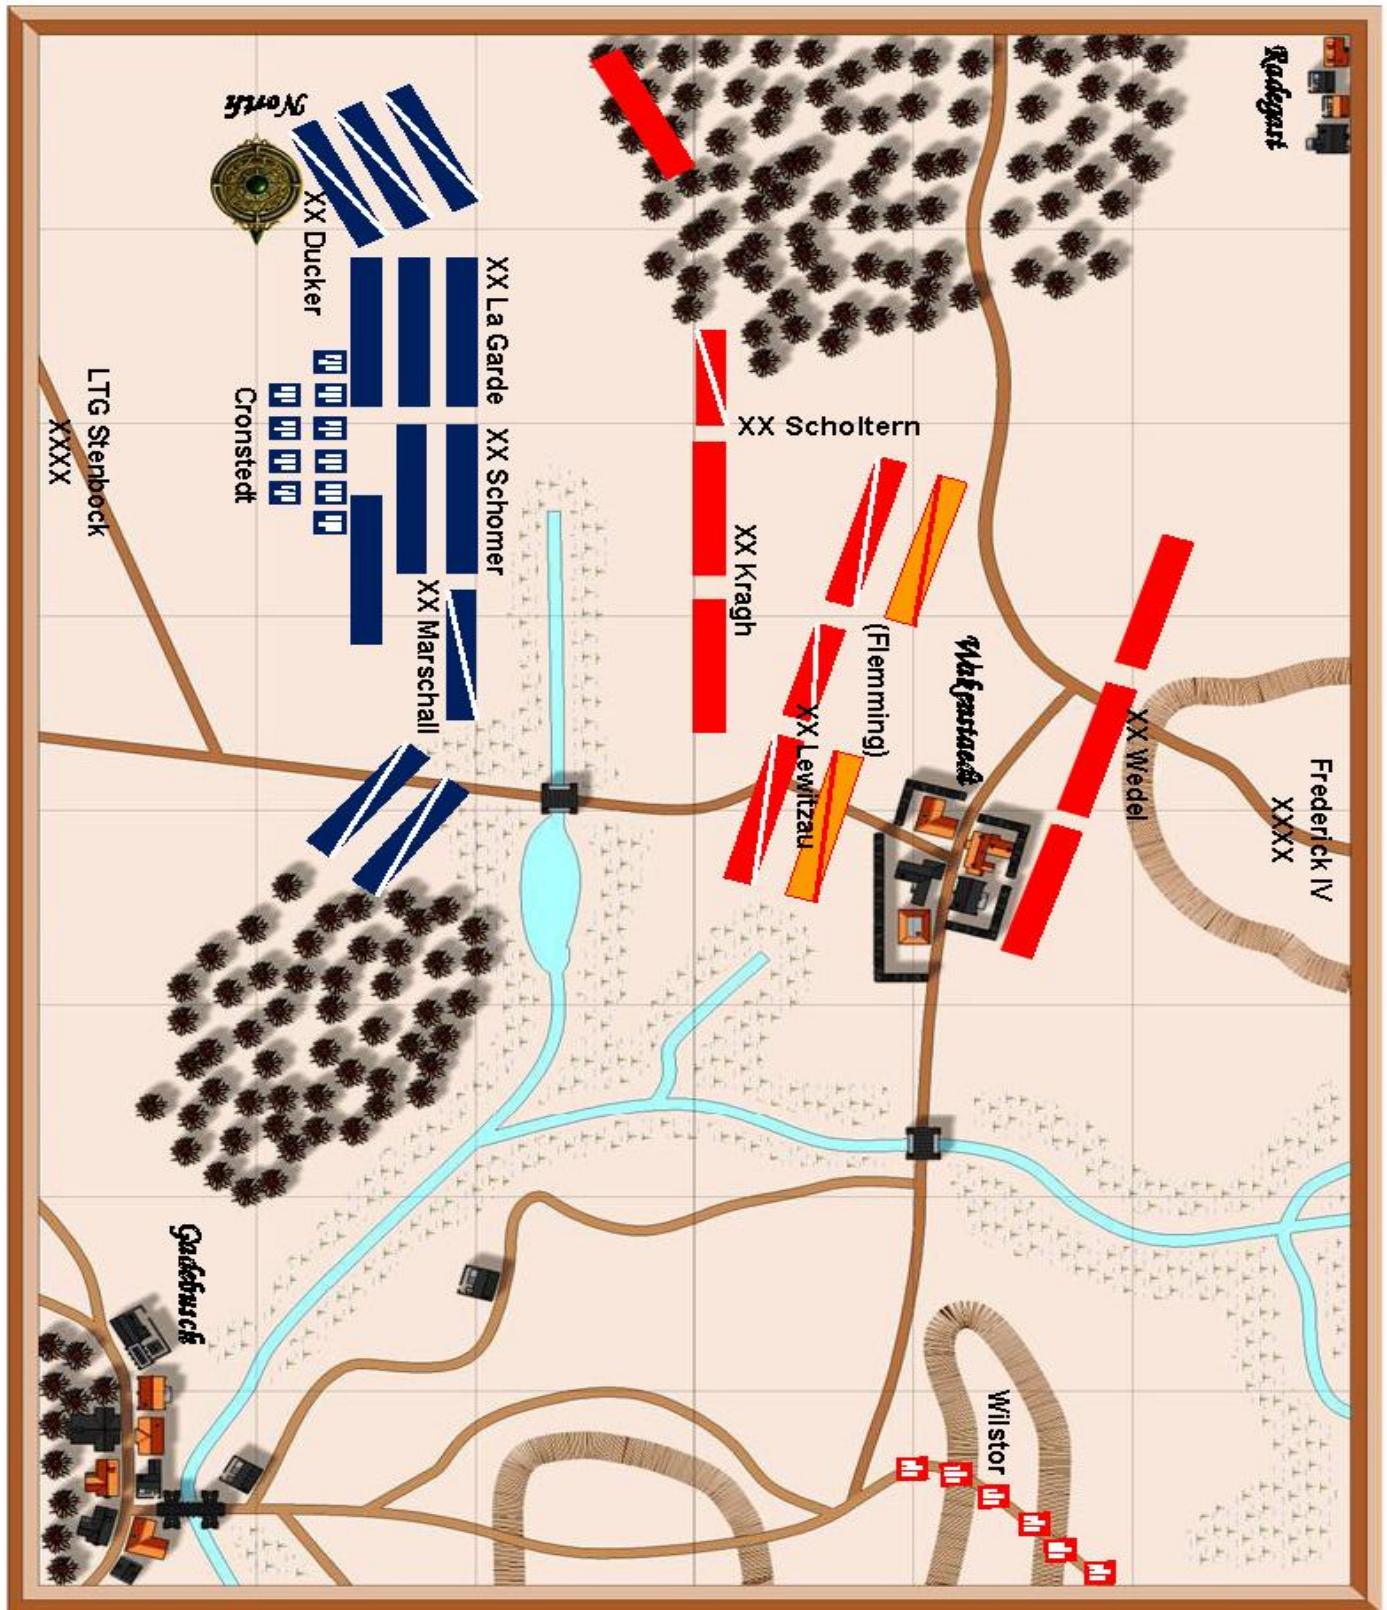 North
Radegart
XX Ducker
XX La Garde
XX Scholtern
LTG Stenbock
XXXX
Cronstedt
XX Schomer
XX Kragh
XX Marschall
(Flemming)
Wakenstaedt
XX Lewitzau
XX Wedel
Frederick IV
XXXX
Gadebusch
Wilstor